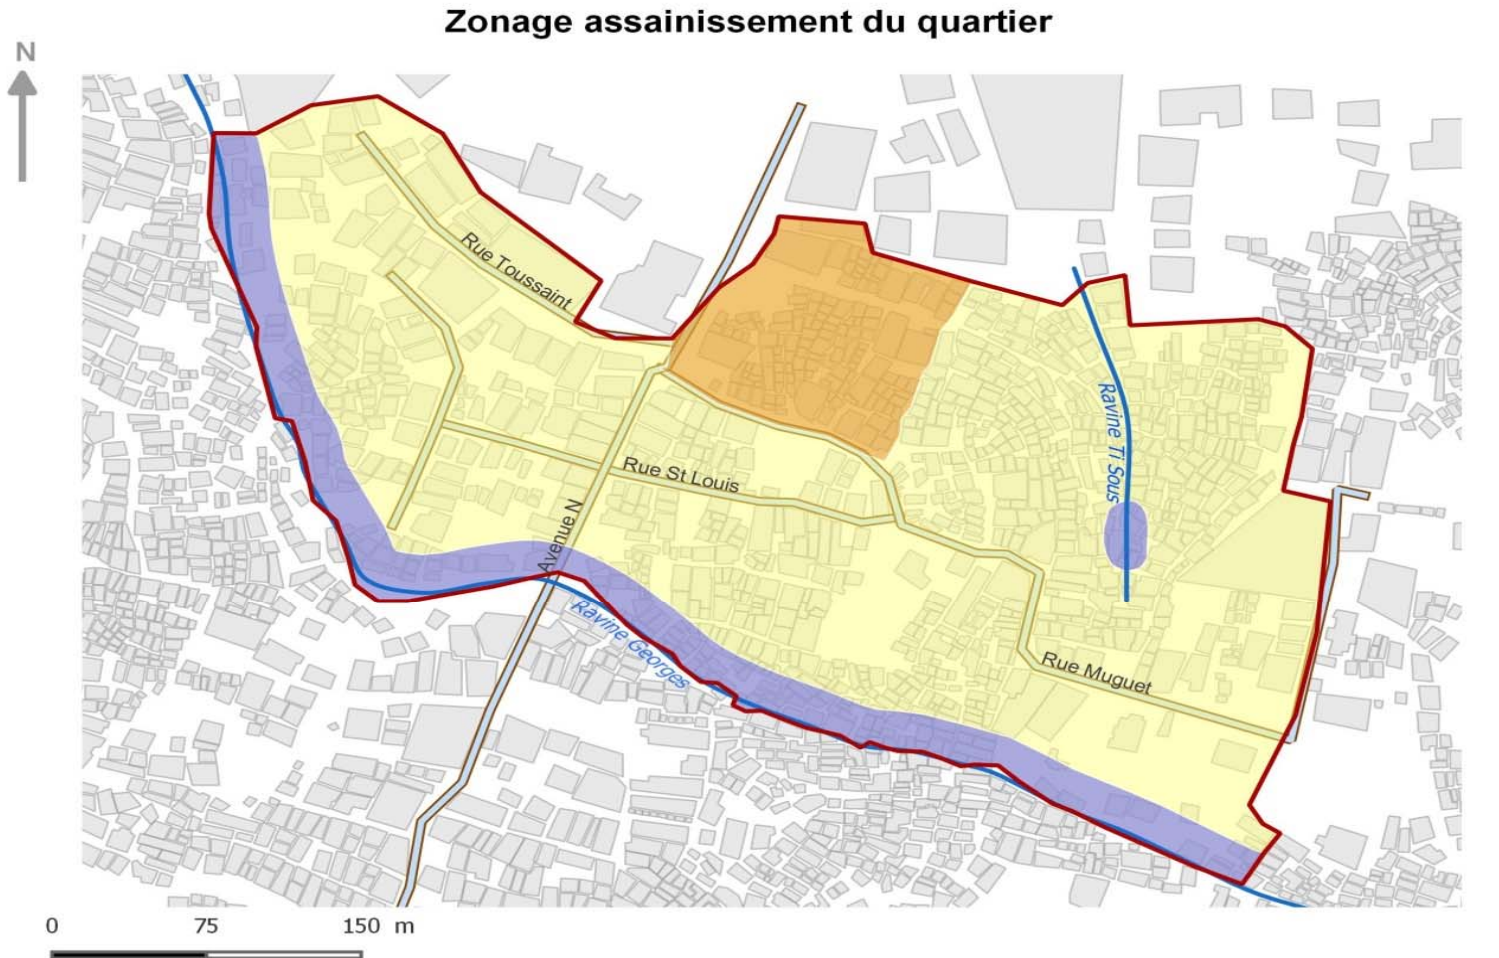 Zonage assainissement du quartier
N
Rue Toussaint
Ravine Ti Sous
Rue St Louis
Avenue N
Ravine Georges
Rue Muguet
0 75 150 m